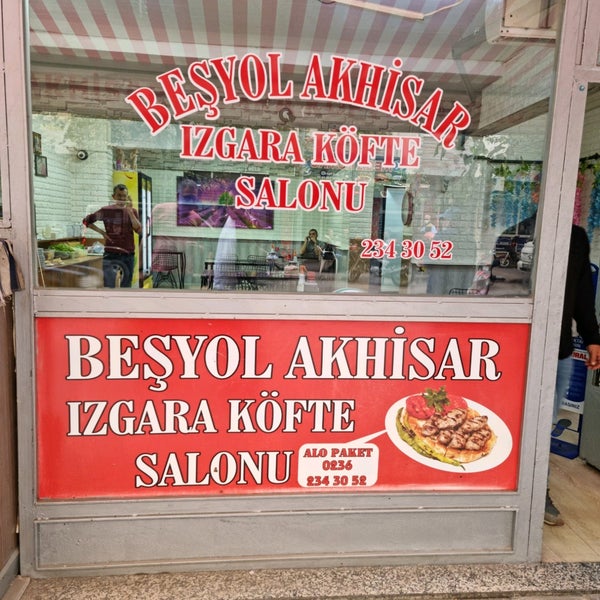 BEŞYOL AKHİSAR
IZGARA KÖFTE
SALONU
234 30 52
BEŞYOL AKHİSAR
IZGARA KÖFTE
SALONU
ALO PAKET
0236
234 30 52